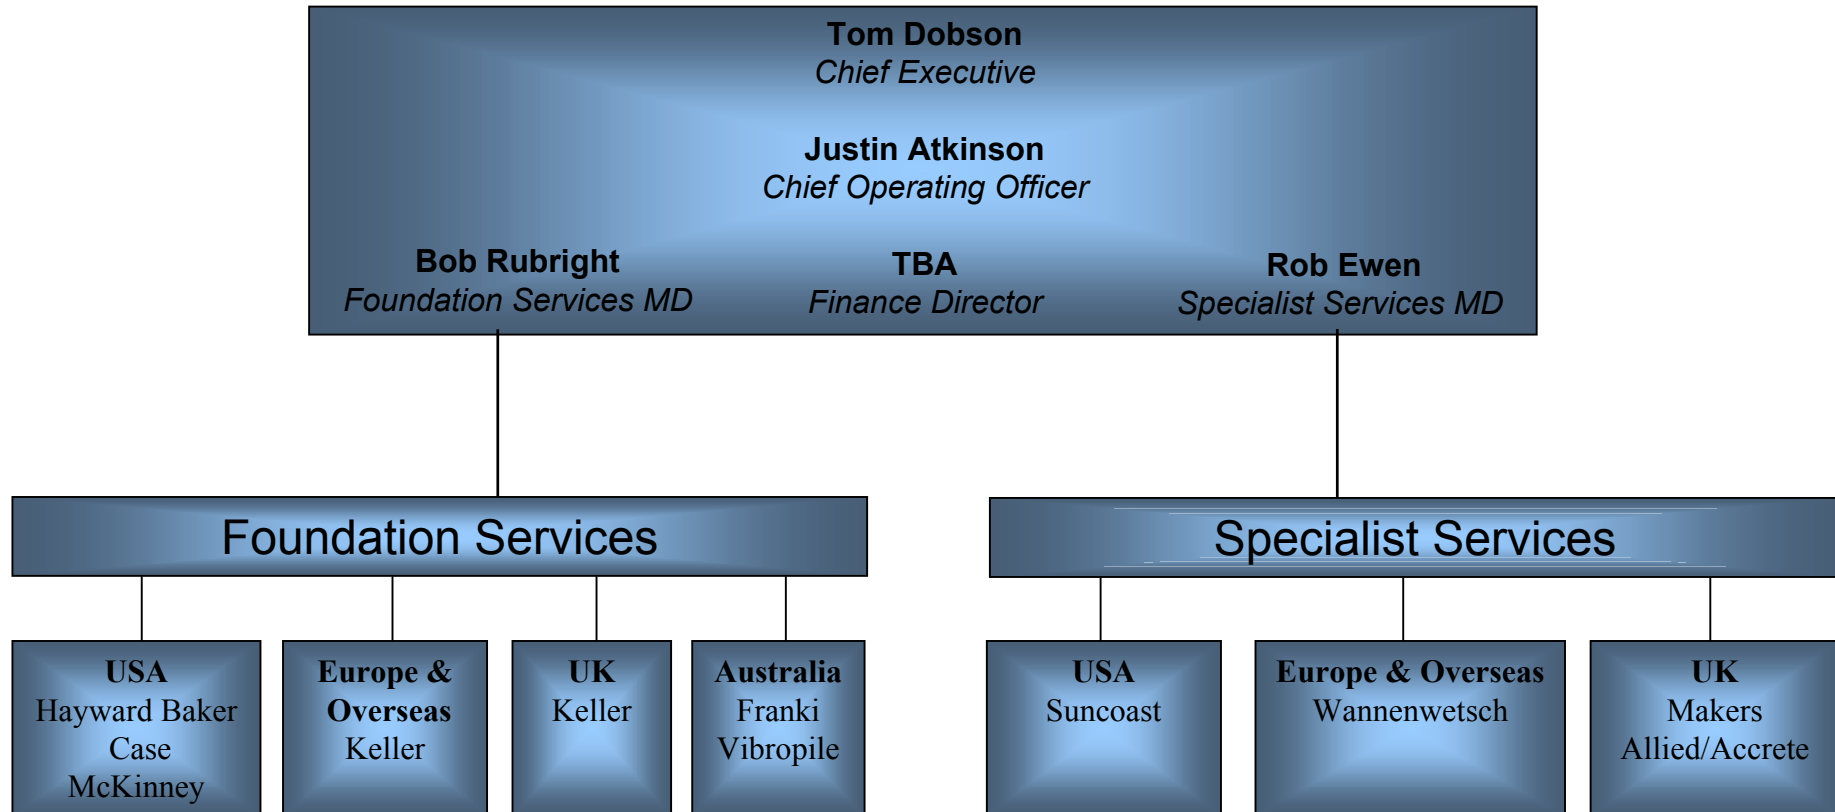 Tom Dobson
Chief Executive
Justin Atkinson
Chief Operating Officer
Bob Rubright
Foundation Services MD
TBA
Finance Director
Rob Ewen
Specialist Services MD
Foundation Services
Specialist Services
USA
Hayward Baker
Case
McKinney
Europe &
Overseas
Keller
UK
Keller
Australia
Franki
Vibropile
USA
Suncoast
Europe & Overseas
Wannenwetsch
UK
Makers
Allied/Accrete